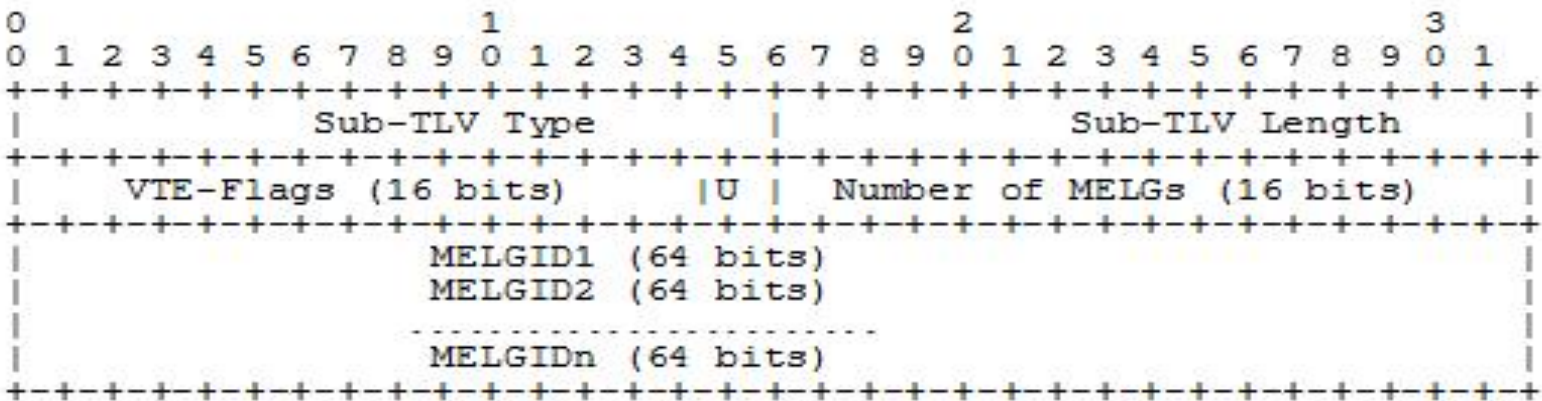 0                   1                   2                   3
0 1 2 3 4 5 6 7 8 9 0 1 2 3 4 5 6 7 8 9 0 1 2 3 4 5 6 7 8 9 0 1
+-+-+-+-+-+-+-+-+-+-+-+-+-+-+-+-+-+-+-+-+-+-+-+-+-+-+-+-+-+-+-+-+
|            Sub-TLV Type       |            Sub-TLV Length     |
+-+-+-+-+-+-+-+-+-+-+-+-+-+-+-+-+-+-+-+-+-+-+-+-+-+-+-+-+-+-+-+-+
|    VTE-Flags (16 bits)     |U |  Number of MELGs (16 bits)    |
+-+-+-+-+-+-+-+-+-+-+-+-+-+-+-+-+-+-+-+-+-+-+-+-+-+-+-+-+-+-+-+-+
|                 MELGID1 (64 bits)                             |
|                 MELGID2 (64 bits)                             |
|                ........................                       |
|                 MELGIDn (64 bits)                             |
+-+-+-+-+-+-+-+-+-+-+-+-+-+-+-+-+-+-+-+-+-+-+-+-+-+-+-+-+-+-+-+-+